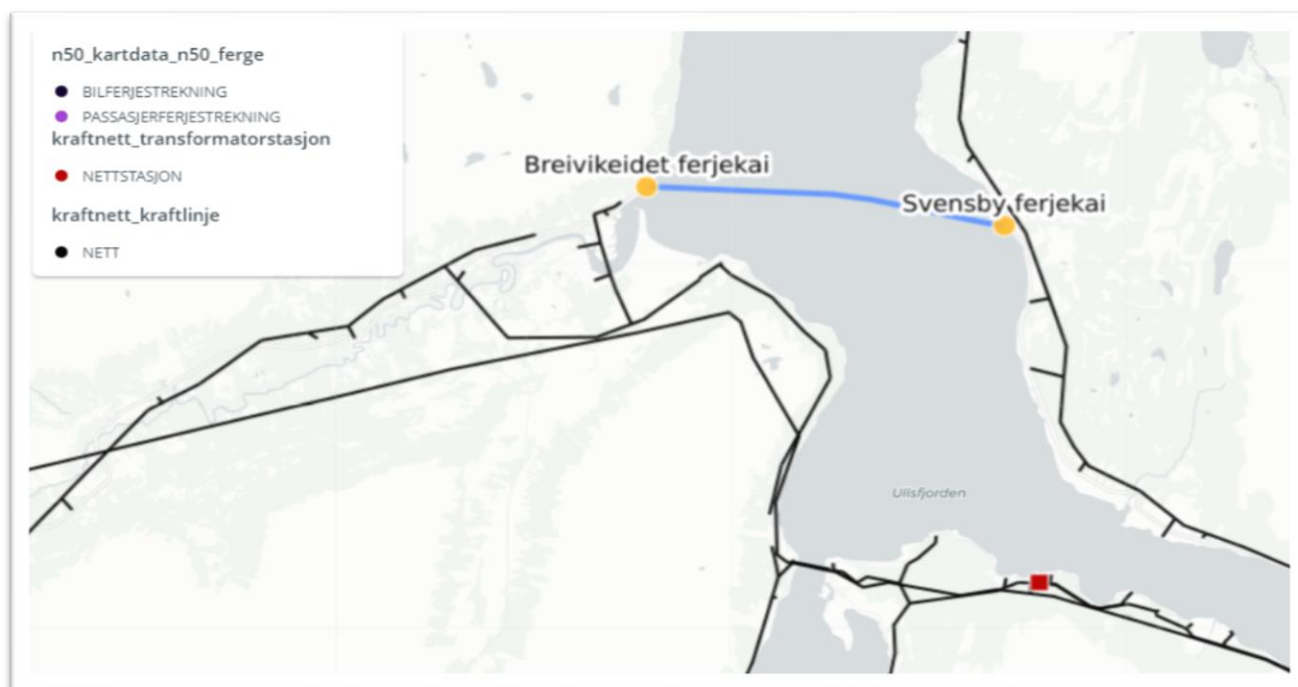 n50_kartdata_n50_ferge
BILFERJESTREKNING
PASSASJERFERJESTREKNING
kraftnett_transformatorstasjon
NETTSTASJON
kraftnett_kraftlinje
NETT
Breivikeidet ferjekai
Svensby ferjekai
Ullsfjorden